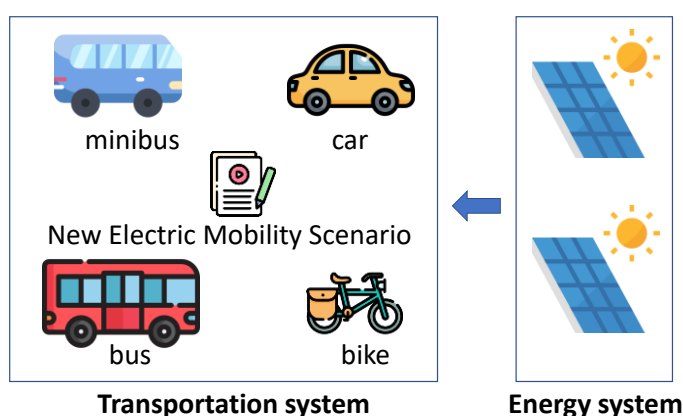 minibus
car
New Electric Mobility Scenario
bus
bike
Transportation system
Energy system